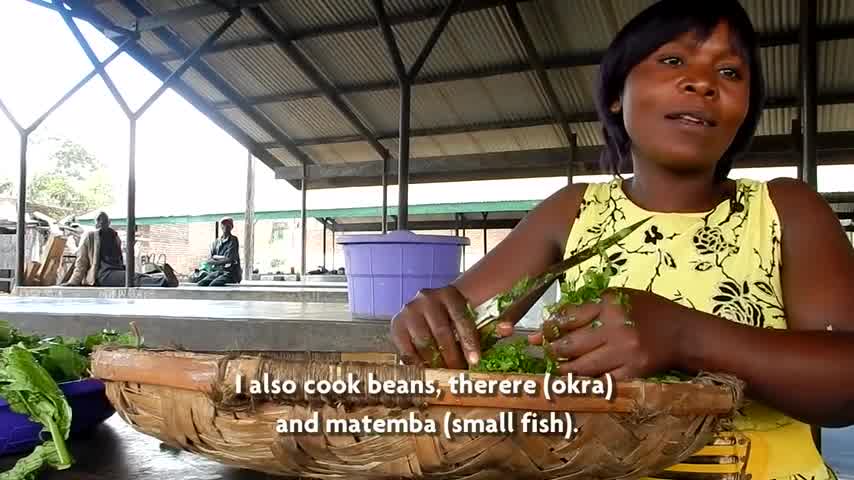 I also cook beans, therere (okra)
and matemba (small fish).